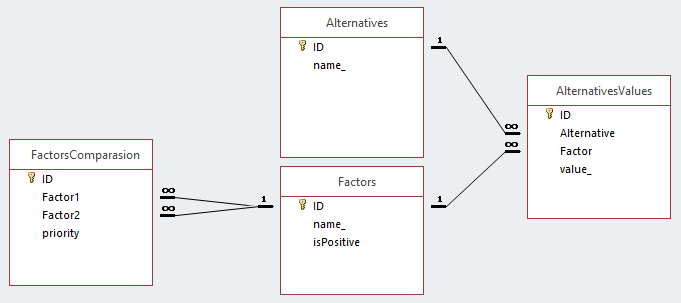 Alternatives
ID
name_
1
AlternativesValues
ID
Alternative
Factor
value_
∞
∞
FactorsComparasion
ID
Factor1
Factor2
priority
∞
∞
1
Factors
ID
name_
isPositive
1